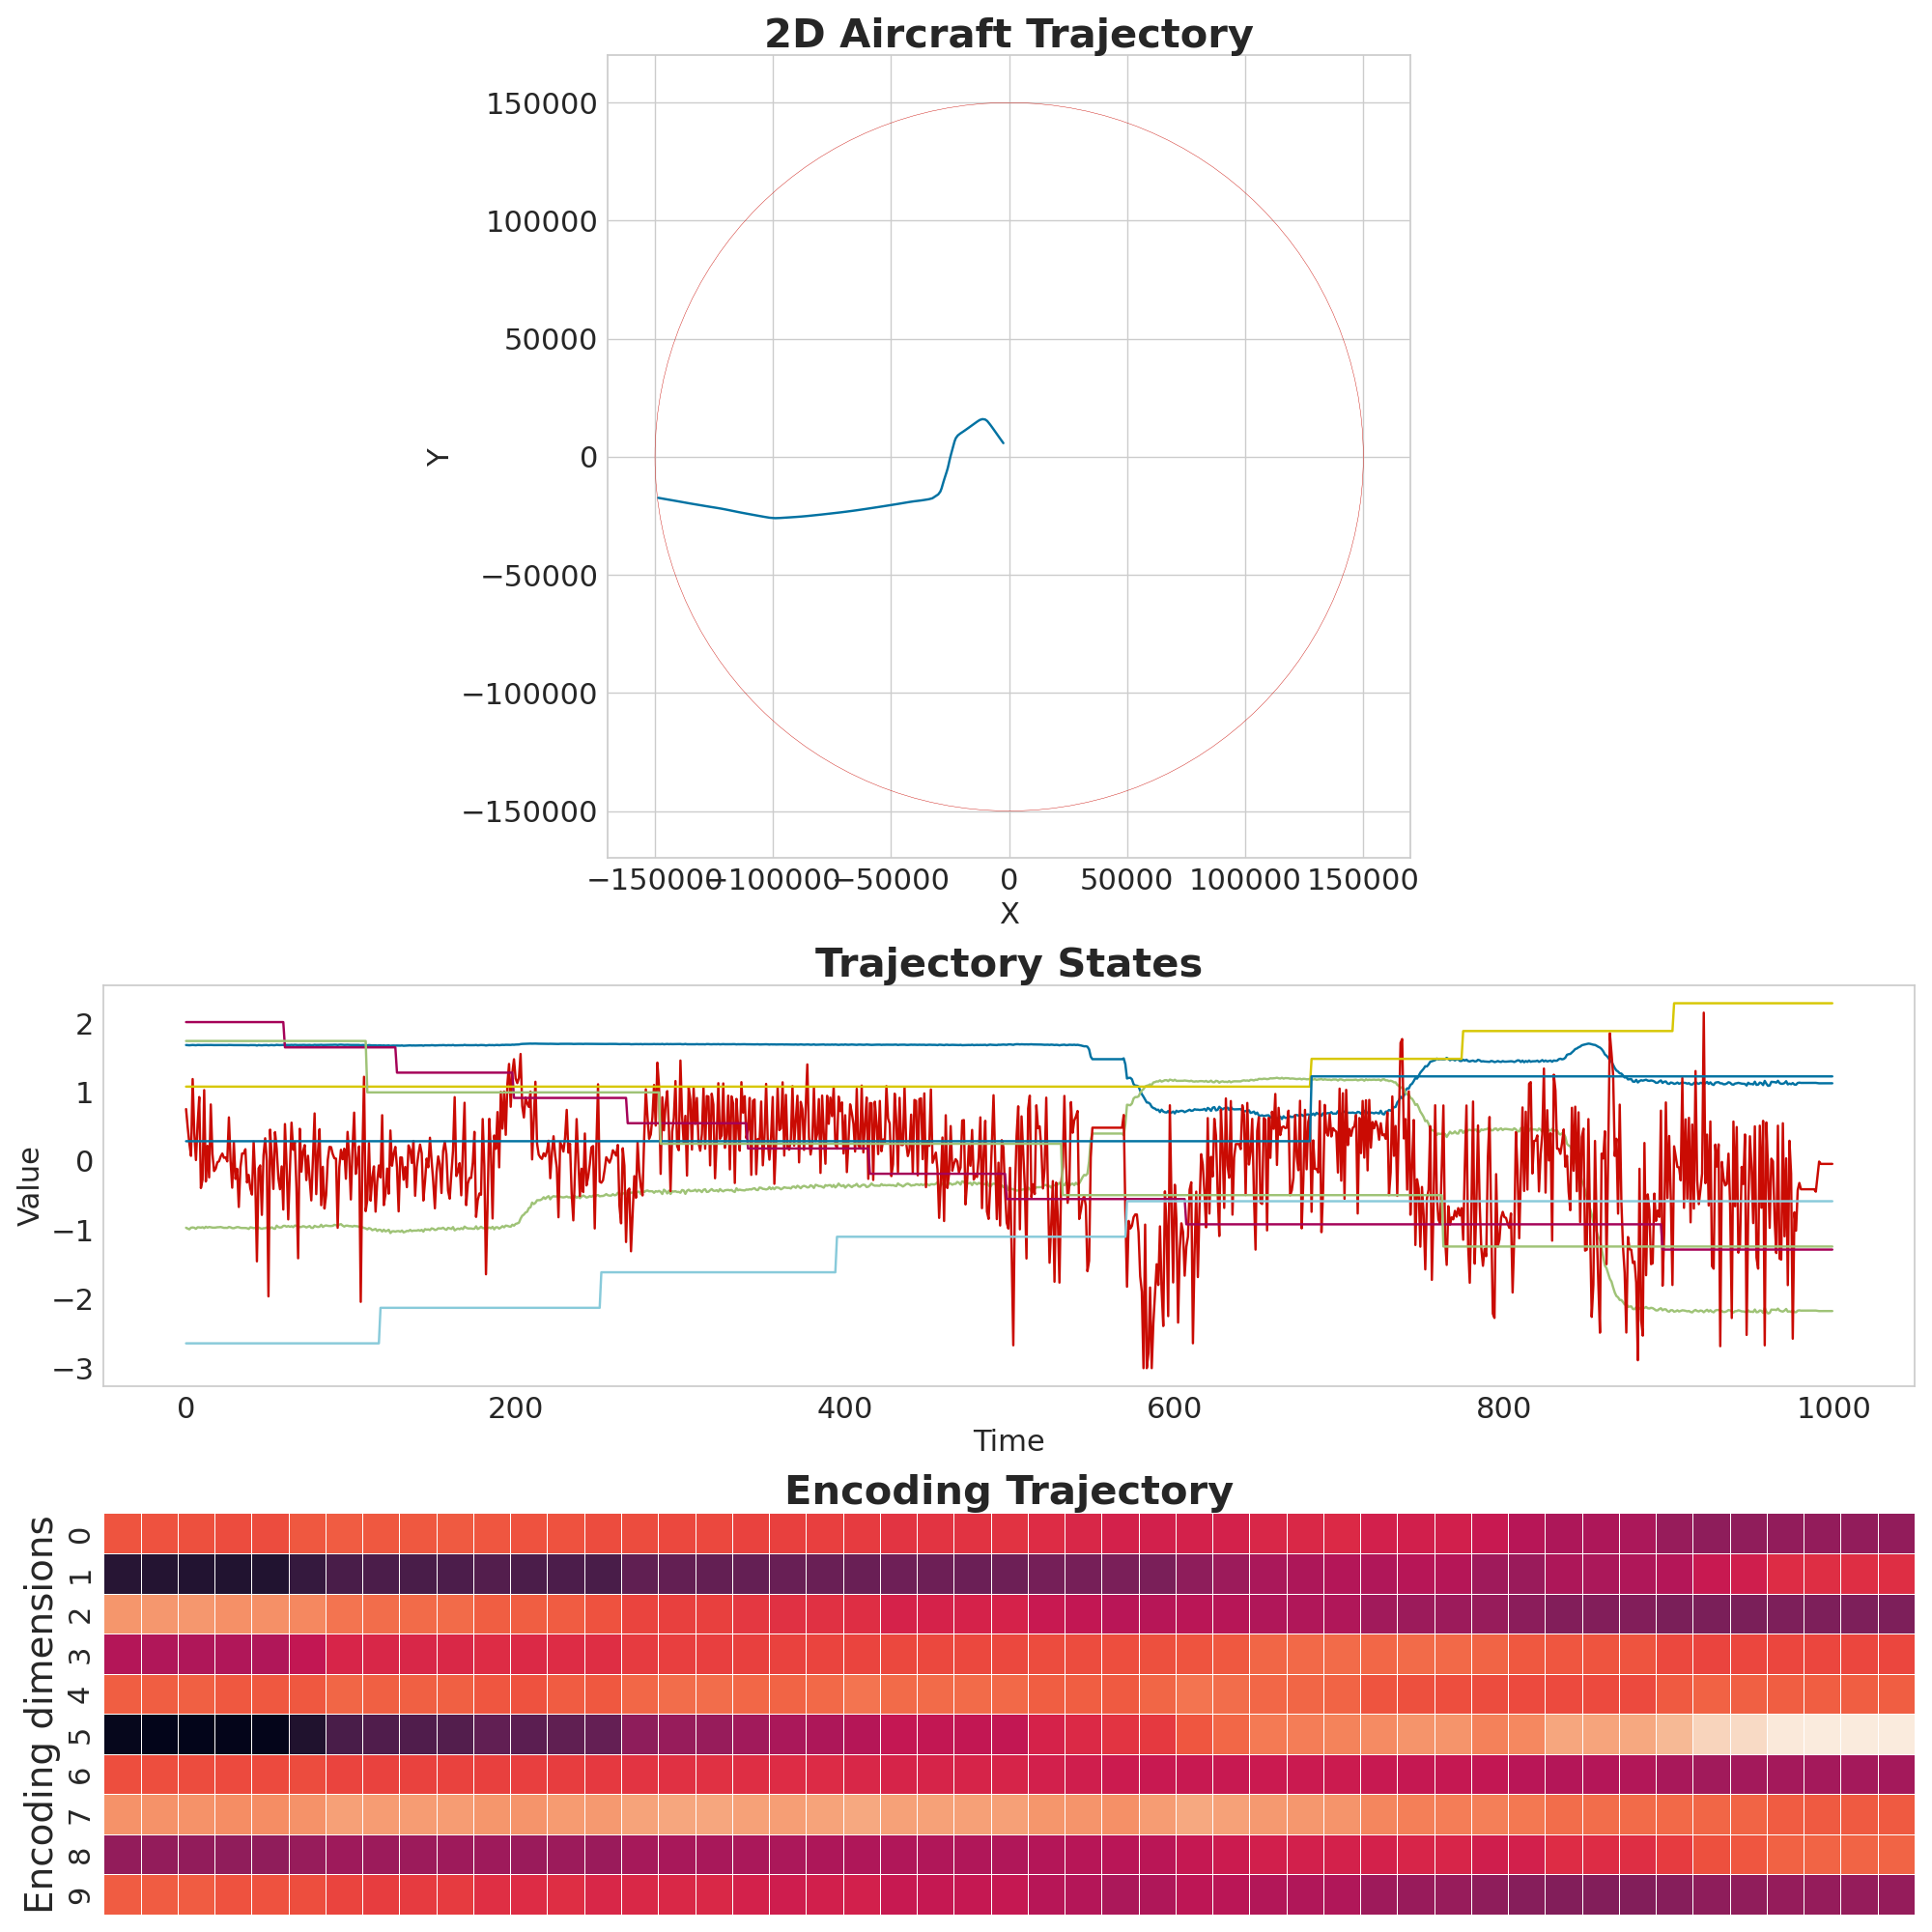 2D Aircraft Trajectory
150000
100000
50000
0
−50000
−100000
−150000
Y
−150000 −100000 −50000 0 50000 100000 150000
X
Trajectory States
2
1
0
−1
−2
−3
Value
0 200 400 600 800 1000
Time
Encoding Trajectory
Encoding dimensions
0
1
2
3
4
5
6
7
8
9